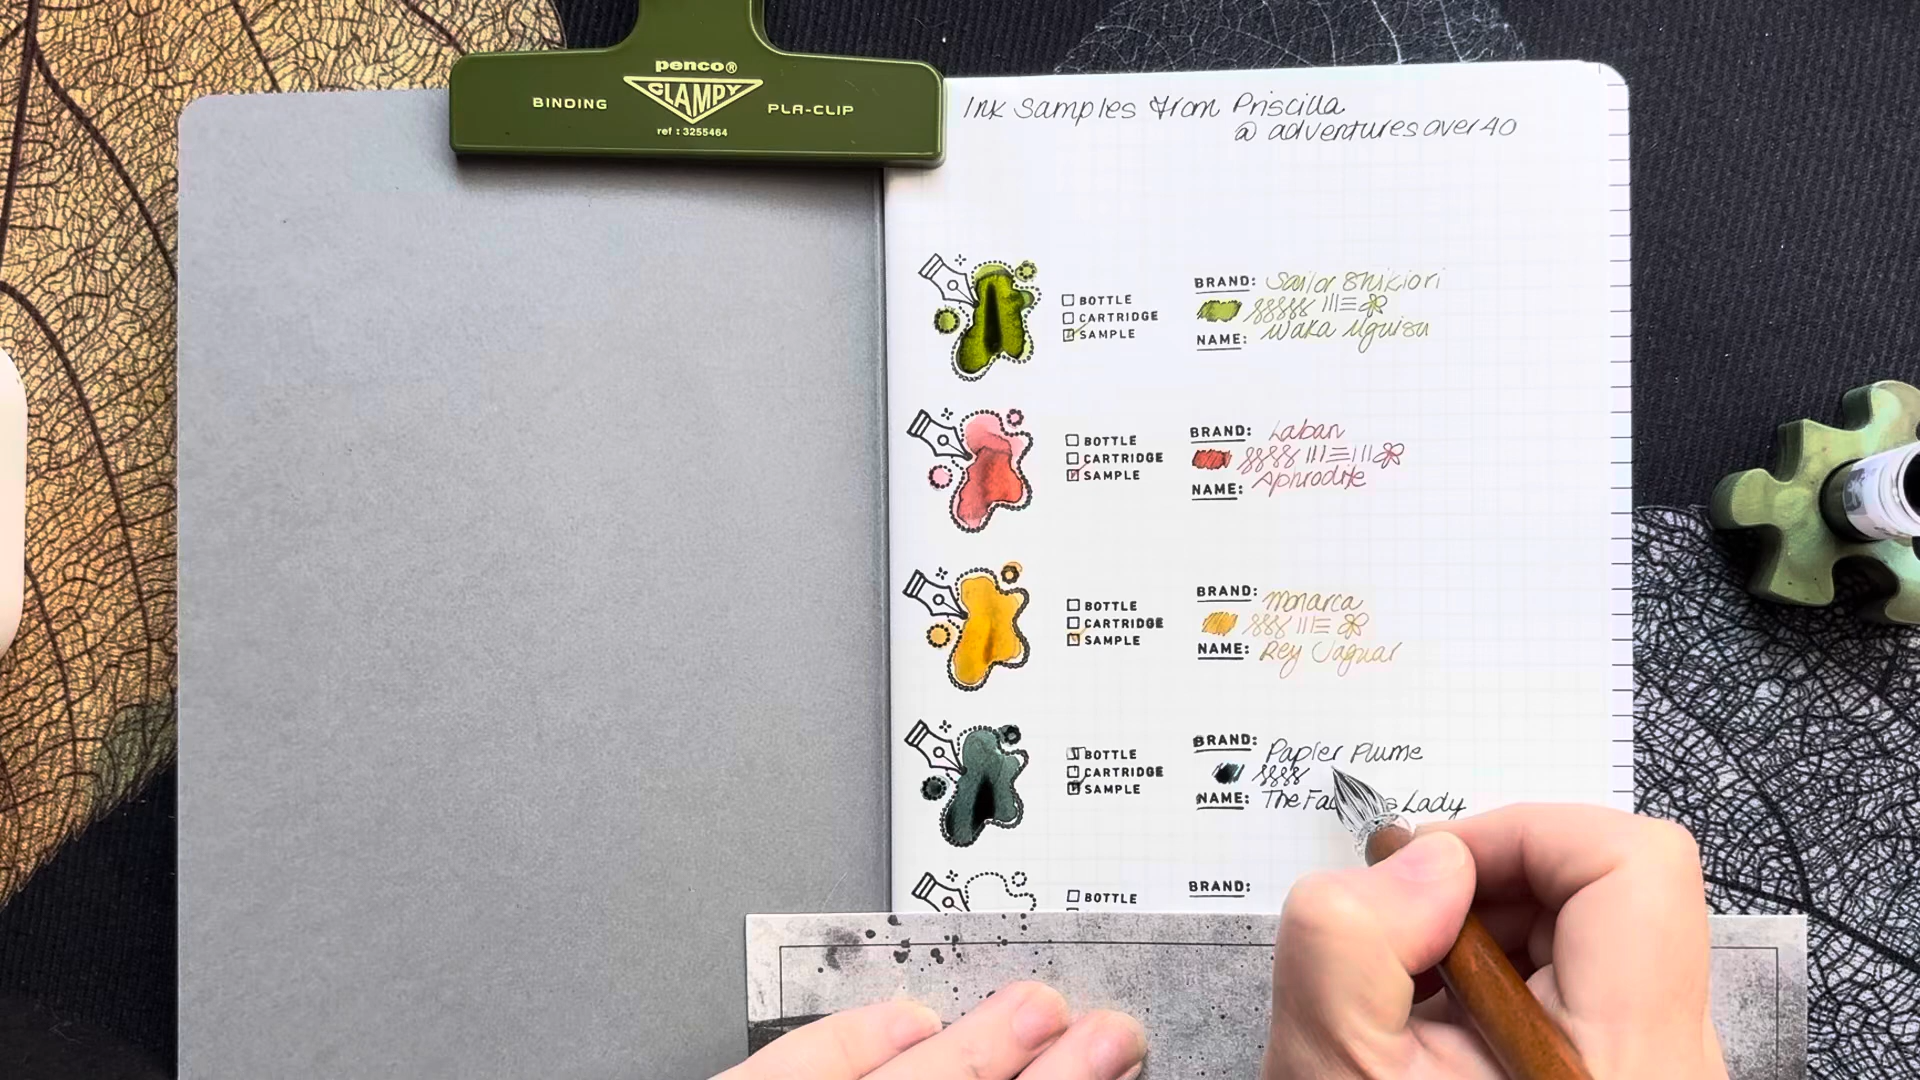 penco®
CLAMPY
BINDING
PLA-CLIP
ref : 3255464
Ink Samples from Priscilla
@ adventuresover40
BOTTLE
CARTRIDGE
SAMPLE
BRAND: Sailor Shikiori
NAME: Waka Uguisu
BOTTLE
CARTRIDGE
SAMPLE
BRAND: Laban
NAME: Aphrodite
BOTTLE
CARTRIDGE
SAMPLE
BRAND: Monarca
NAME: Rey Jaguar
BOTTLE
CARTRIDGE
SAMPLE
BRAND: Papier Plume
NAME: The Lady
BOTTLE
BRAND: